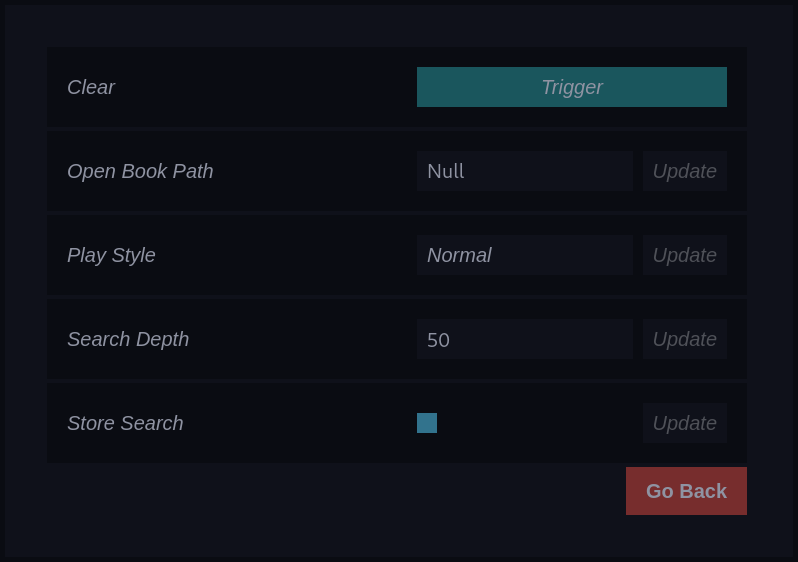 Clear Trigger
Open Book Path Null Update
Play Style Normal Update
Search Depth 50 Update
Store Search Update
Go Back